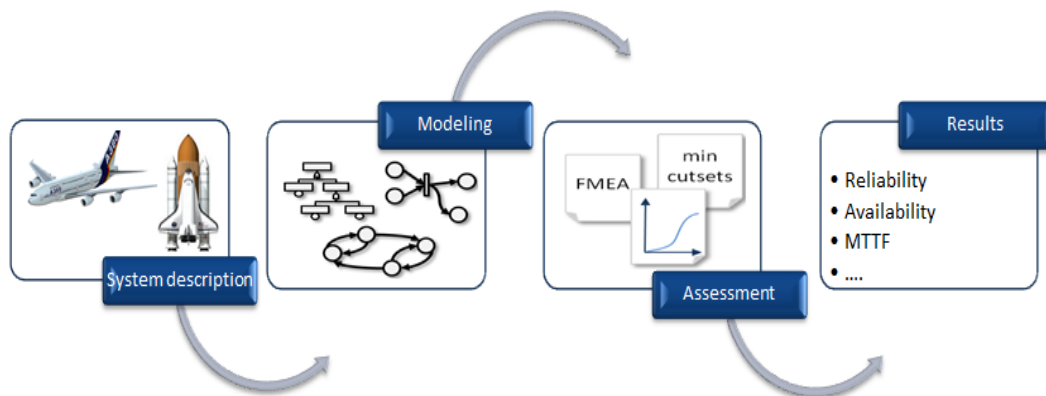 System description
Modeling
FMEA
min
cutsets
Assessment
Results
• Reliability
• Availability
• MTTF
• ....